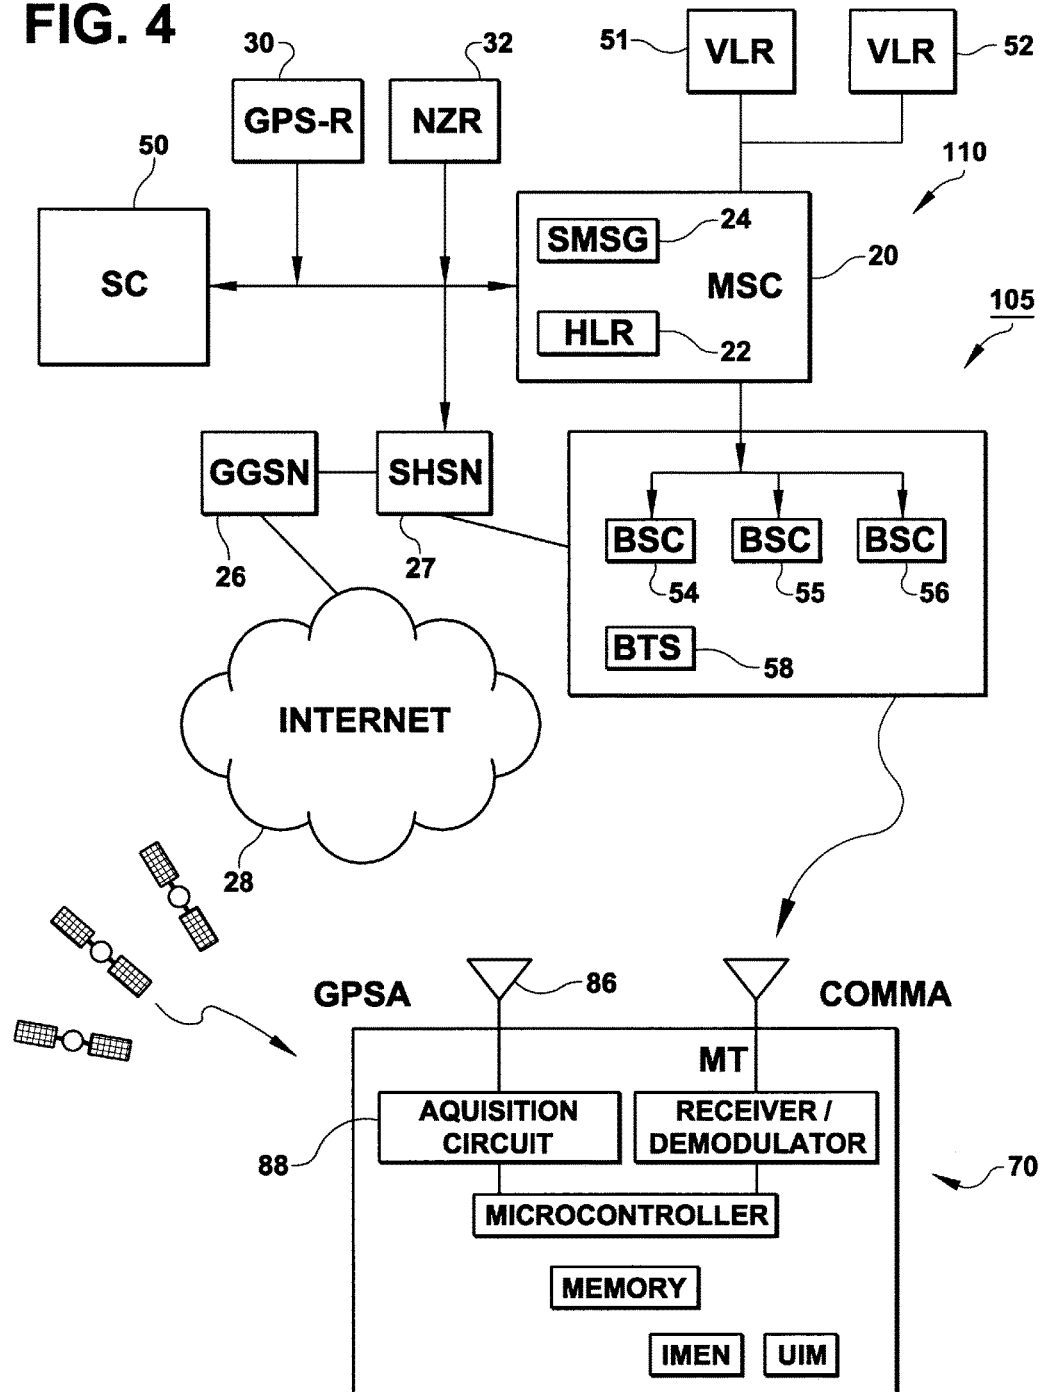 FIG. 4
30
32
51
VLR
VLR
52
GPS-R
NZR
50
110
SMSG
24
SC
MSC
20
HLR
22
105
GGSN
SHSN
26
27
BSC
BSC
BSC
54
55
56
BTS
58
INTERNET
28
GPSA
86
COMMA
MT
AQUISITION
CIRCUIT
RECEIVER /
DEMODULATOR
88
70
MICROCONTROLLER
MEMORY
IMEN
UIM